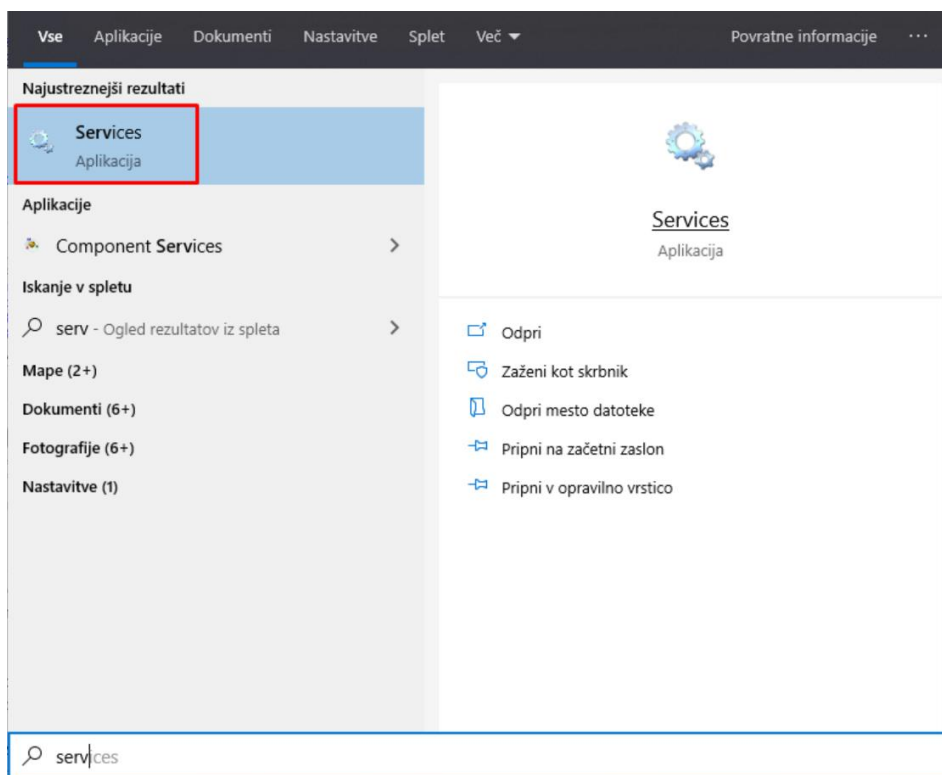 Vse Aplikacije Dokumenti Nastavitve Splet Več Povratne informacije ...
Najustreznejši rezultati
Services
Aplikacija
Aplikacije
Component Services
Iskanje v spletu
serv - Ogled rezultatov iz spleta
Mape (2+)
Dokumenti (6+)
Fotografije (6+)
Nastavitve (1)
Services
Aplikacija
Odpri
Zaženi kot skrbnik
Odpri mesto datoteke
Pripni na začetni zaslon
Pripni v opravilno vrstico
services